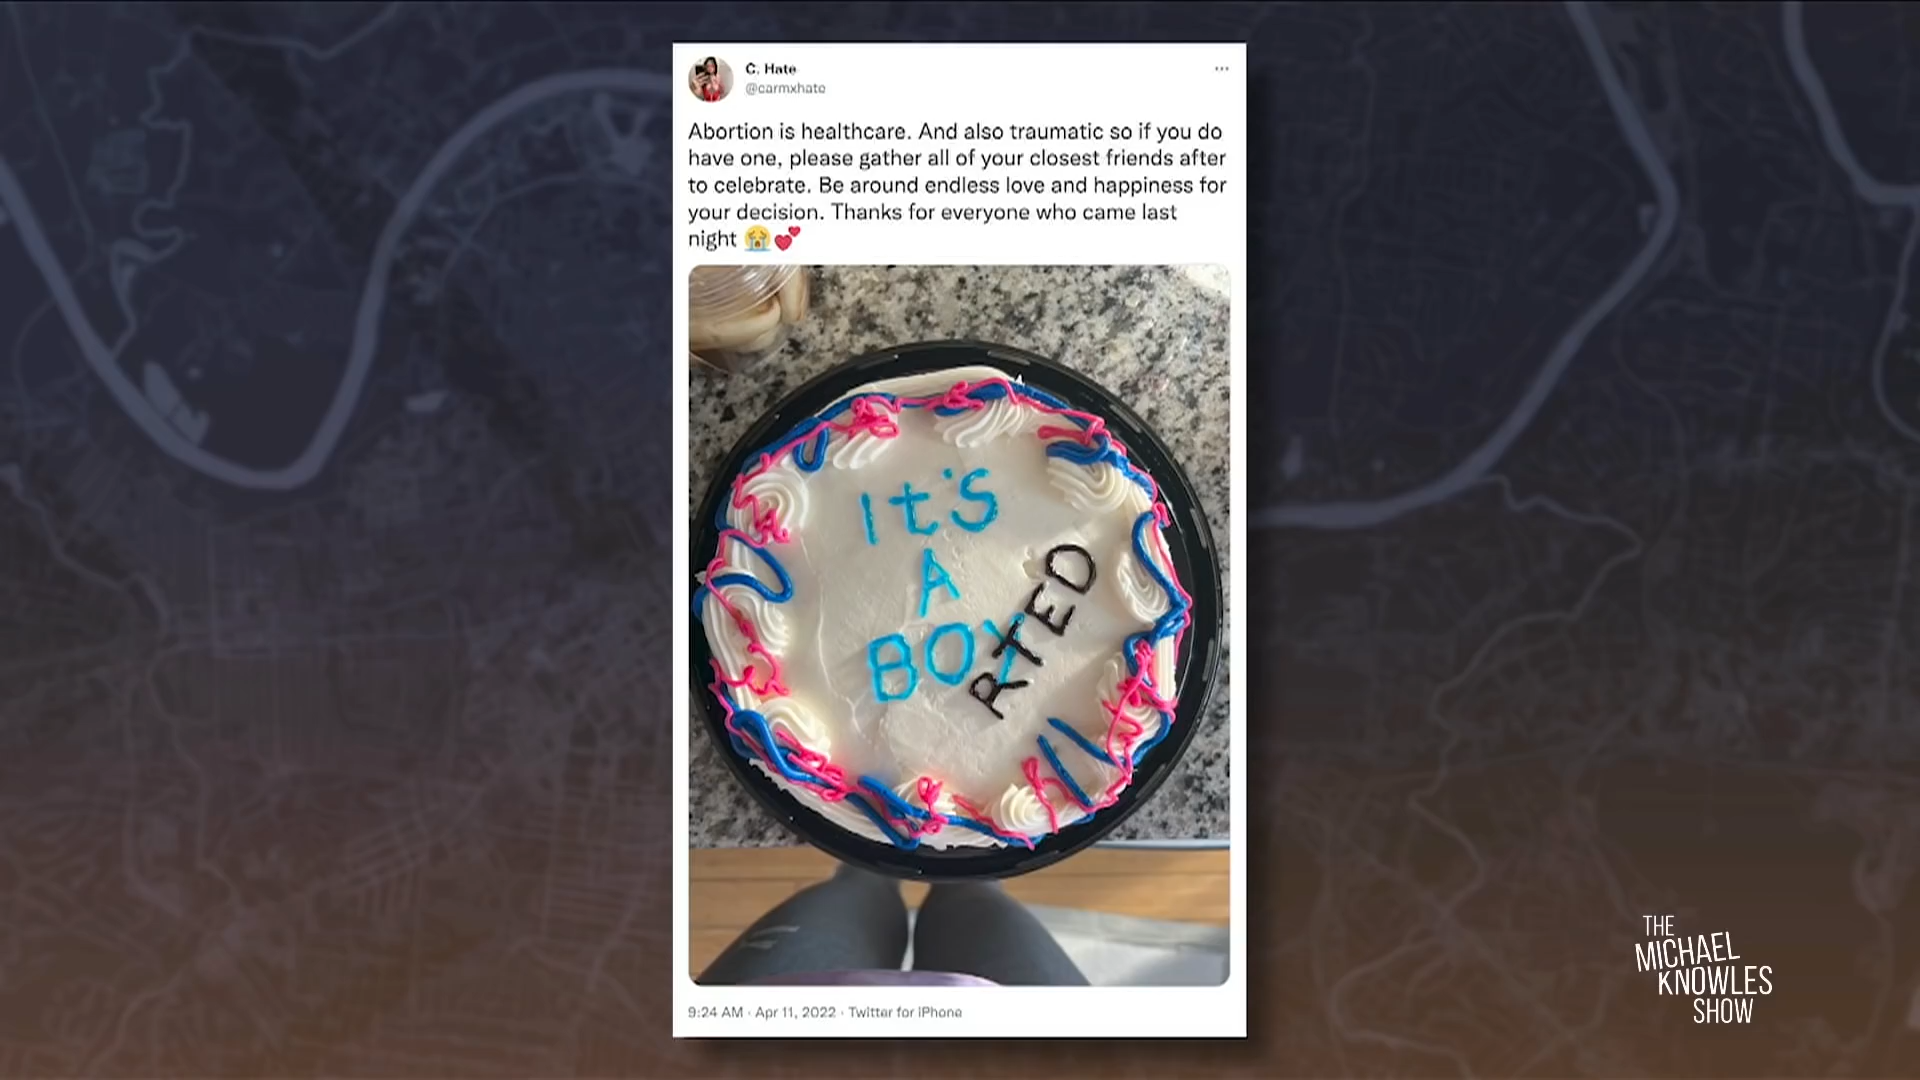 C. Hate
@carmxhate
Abortion is healthcare. And also traumatic so if you do
have one, please gather all of your closest friends after
to celebrate. Be around endless love and happiness for
your decision. Thanks for everyone who came last
night 😭💕
It's
A
BOY
RTED
9:24 AM · Apr 11, 2022 · Twitter for iPhone
THE
MICHAEL
KNOWLES
SHOW